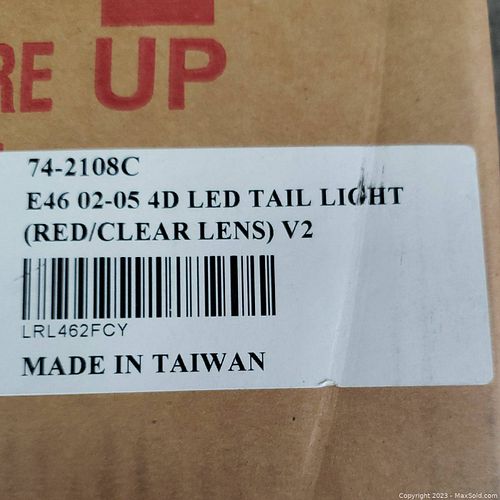 RE UP
74-2108C
E46 02-05 4D LED TAIL LIGHT
(RED/CLEAR LENS) V2
LRL462FCY
MADE IN TAIWAN
Copyright 2023 - MaxSold.com